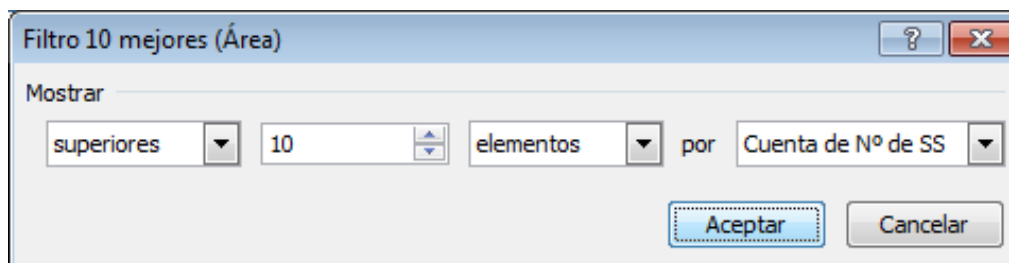 Filtro 10 mejores (Área)
Mostrar
superiores 10 elementos por Cuenta de Nº de SS
Aceptar Cancelar